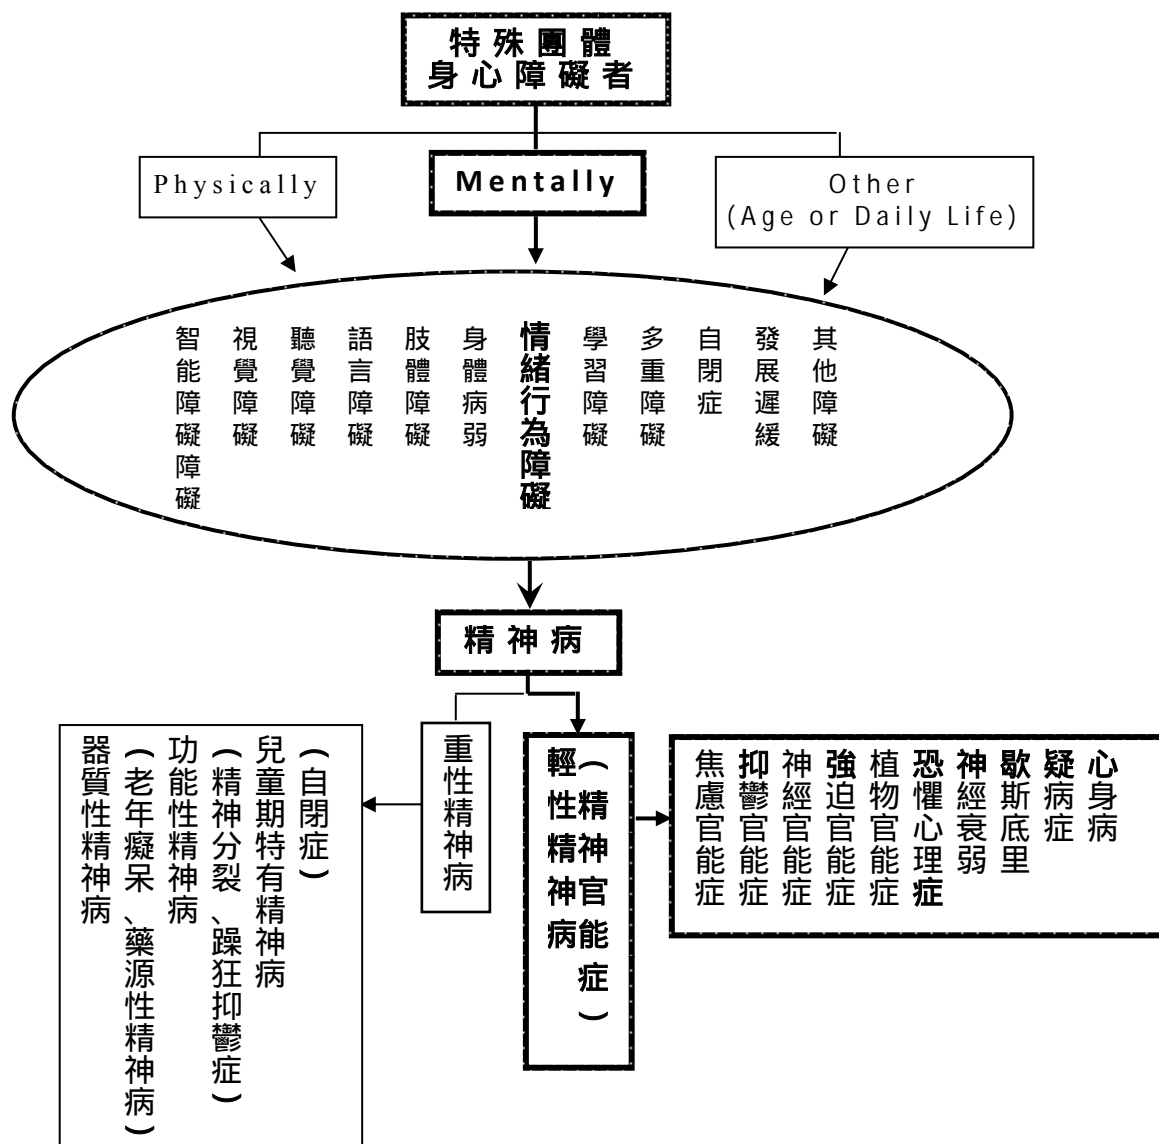 特殊團體
身心障礙者
Physically
Mentally
Other
(Age or Daily Life)
智能障礙障礙
視覺障礙
聽覺障礙
語言障礙
肢體障礙
身體病弱
情緒行為障礙
學習障礙
多重障礙
自閉症
發展遲緩
其他障礙
精神病
器質性精神病
(老年癡呆、藥源性精神病)
功能性精神病
(精神分裂、躁狂抑鬱症)
兒童期特有精神病
(自閉症)
重性精神病
輕性精神病
(精神官能症)
焦慮官能症
抑鬱官能症
神經官能症
強迫官能症
植物官能症
恐懼心理症
神經衰弱
歇斯底里
疑病症
心身病